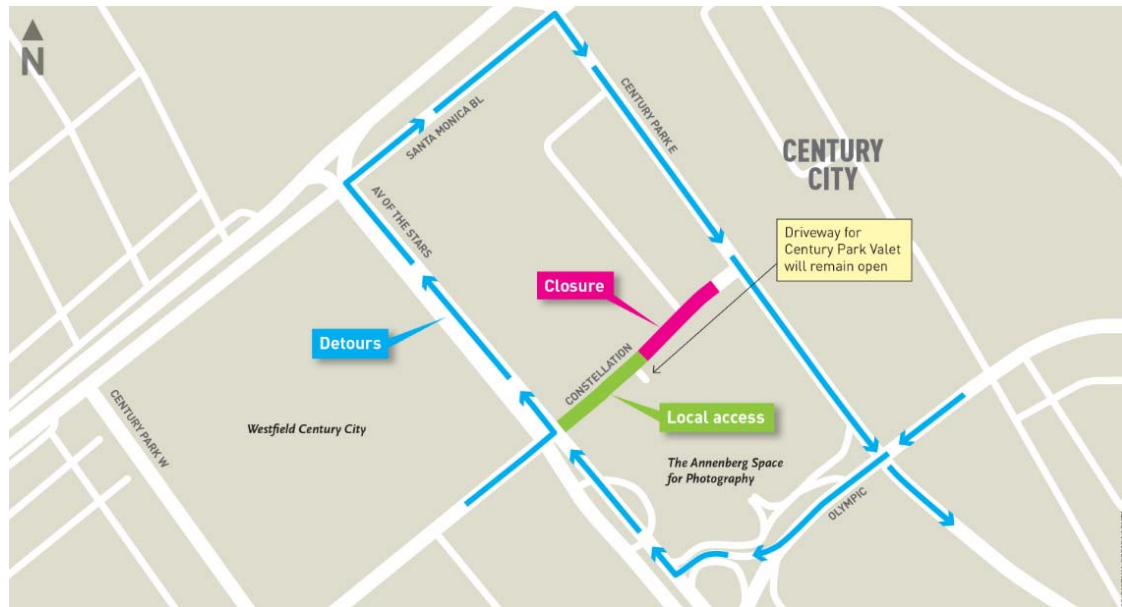 N
SANTA MONICA BL
CENTURY PARK E
CENTURY
CITY
AV OF THE STARS
Driveway for
Century Park Valet
will remain open
Closure
Detours
CONSTELLATION
Local access
CENTURY PARK W
Westfield Century City
The Annenberg Space
for Photography
OLYMPIC